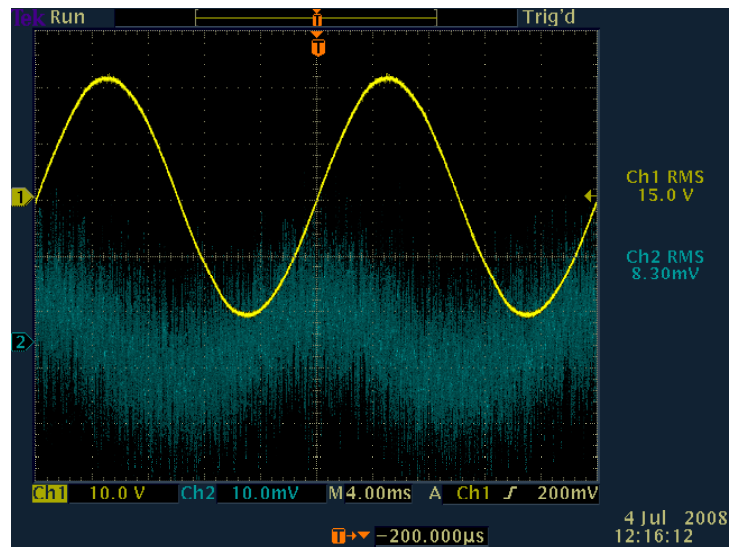 Tek Run Trig'd
T
T
1
Ch1 RMS
15.0 V
Ch2 RMS
8.30mV
2
Ch1 10.0 V Ch2 10.0mV M4.00ms A Ch1 200mV
T -200.000µs
4 Jul 2008
12:16:12